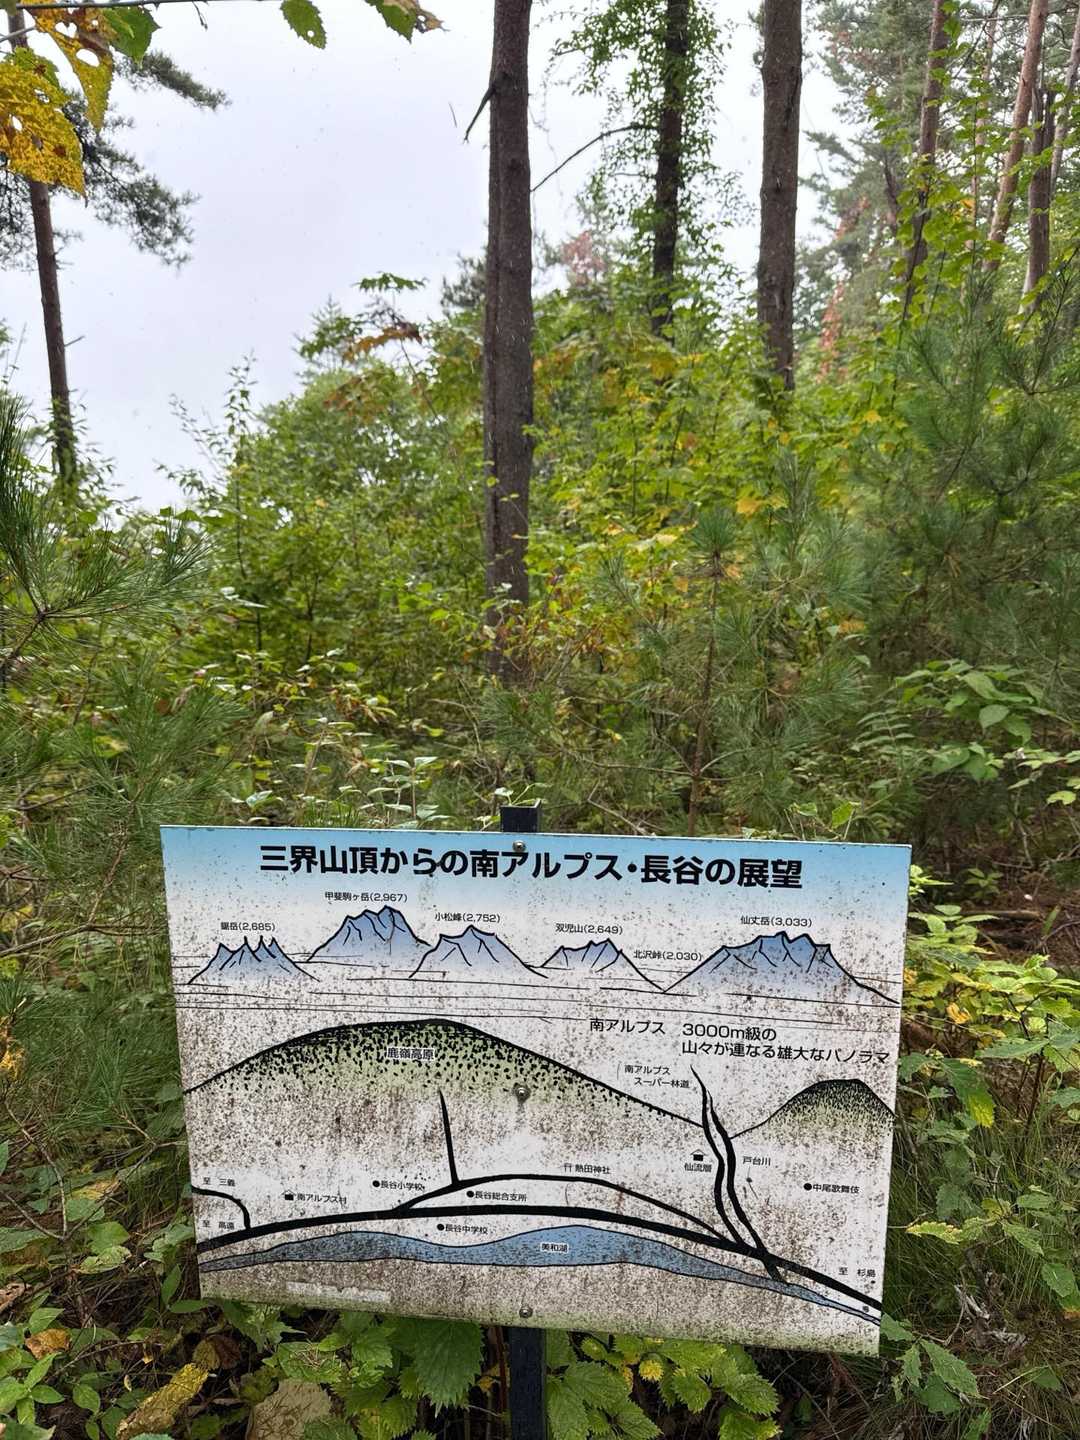 三界山頂からの南アルプス・長谷の展望
甲斐駒ヶ岳(2,967)
小松峰(2,752)
仙丈岳(3,033)
鋸岳(2,685)
双児山(2,649)
北沢峠(2,030)
南アルプス 3000m級の
山々が連なる雄大なパノラマ
鹿嶺高原
南アルプス
スーパー林道
戸台川
仙流閣
熱田神社
至 三義
長谷小学校
中尾歌舞伎
南アルプス村
長谷総合支所
至 高遠
長谷中学校
美和湖
至 杉島